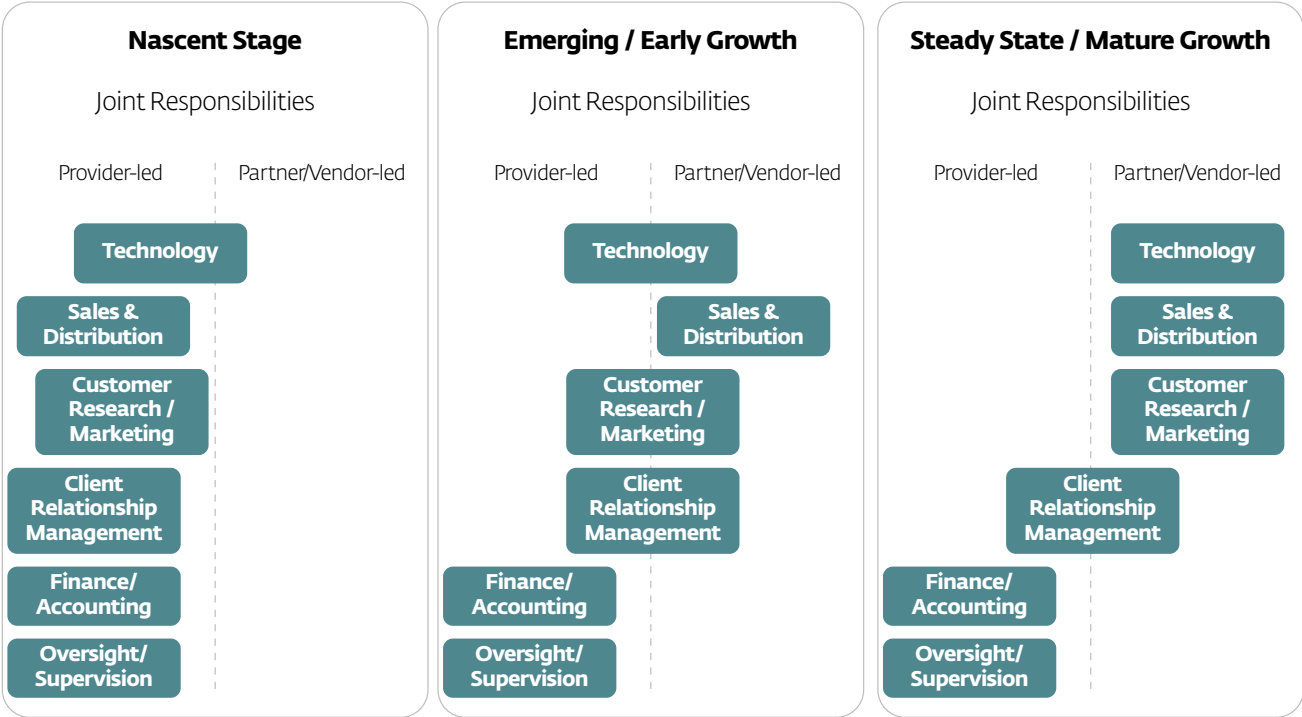 Nascent Stage
Joint Responsibilities
Provider-led
Partner/Vendor-led
Technology
Sales &
Distribution
Customer
Research /
Marketing
Client
Relationship
Management
Finance/
Accounting
Oversight/
Supervision
Emerging / Early Growth
Joint Responsibilities
Provider-led
Partner/Vendor-led
Technology
Sales &
Distribution
Customer
Research /
Marketing
Client
Relationship
Management
Finance/
Accounting
Oversight/
Supervision
Steady State / Mature Growth
Joint Responsibilities
Provider-led
Partner/Vendor-led
Technology
Sales &
Distribution
Customer
Research /
Marketing
Client
Relationship
Management
Finance/
Accounting
Oversight/
Supervision